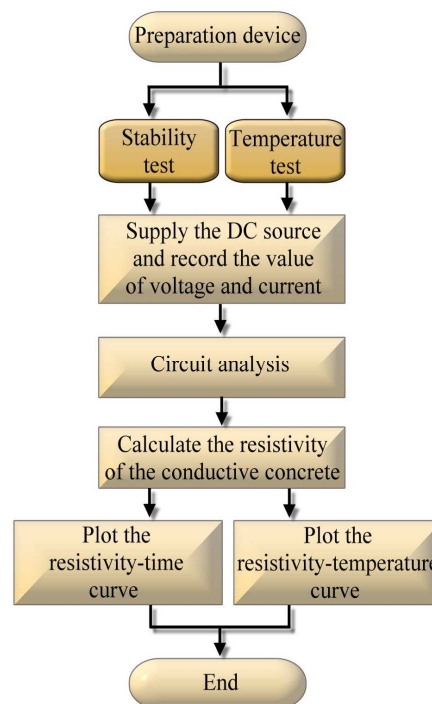 Preparation device
Stability
test
Temperature
test
Supply the DC source
and record the value
of voltage and current
Circuit analysis
Calculate the resistivity
of the conductive concrete
Plot the
resistivity-time
curve
Plot the
resistivity-temperature
curve
End